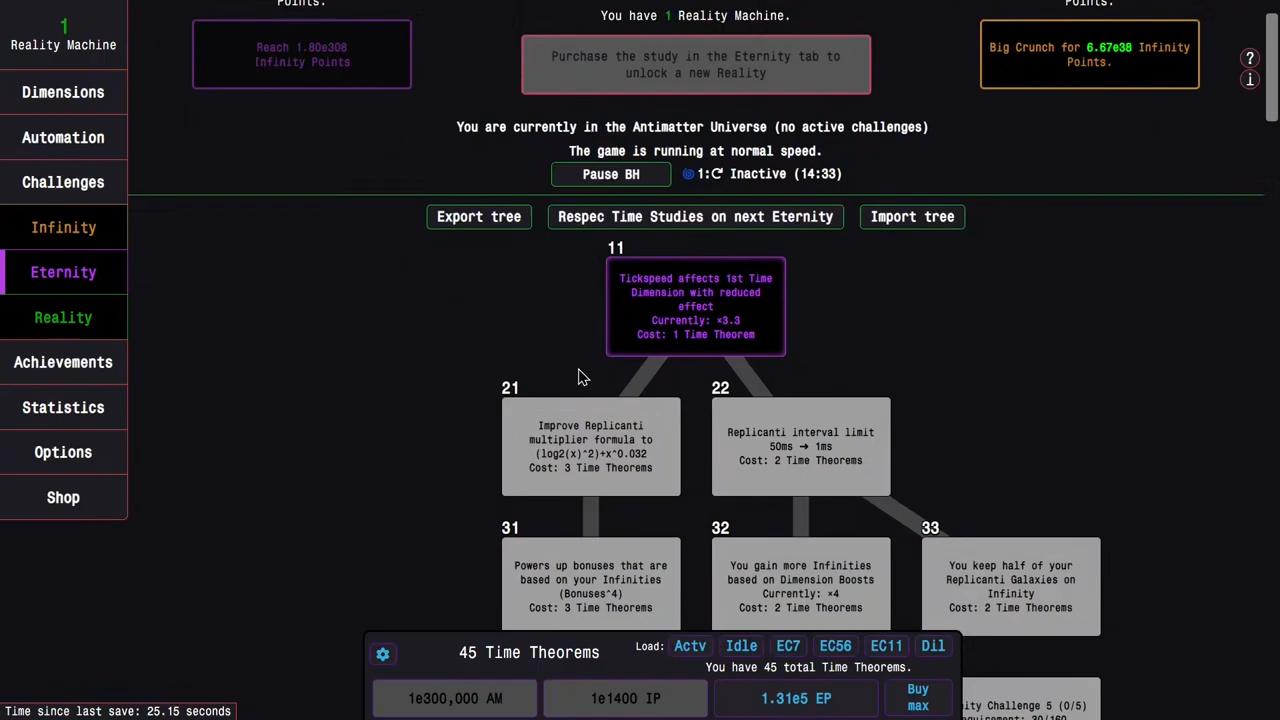 Points.
Points.
1
Reality Machine
You have 1 Reality Machine.
Reach 1.80e308
Infinity Points
Purchase the study in the Eternity tab to
unlock a new Reality
Big Crunch for 6.67e38 Infinity
Points.
?
i
Dimensions
Automation
Challenges
Infinity
Eternity
Reality
Achievements
Statistics
Options
Shop
You are currently in the Antimatter Universe (no active challenges)
The game is running at normal speed.
Pause BH
1: Inactive (14:33)
Export tree
Respec Time Studies on next Eternity
Import tree
11
Tickspeed affects 1st Time
Dimension with reduced
effect
Currently: ×3.3
Cost: 1 Time Theorem
21
Improve Replicanti
multiplier formula to
(log2(x)^2)+x^0.032
Cost: 3 Time Theorems
22
Replicanti interval limit
50ms → 1ms
Cost: 2 Time Theorems
31
Powers up bonuses that are
based on your Infinities
(Bonuses^4)
Cost: 3 Time Theorems
32
You gain more Infinities
based on Dimension Boosts
Currently: ×4
Cost: 2 Time Theorems
33
You keep half of your
Replicanti Galaxies on
Infinity
Cost: 2 Time Theorems
45 Time Theorems
Load: Actv Idle EC7 EC56 EC11 Dil
You have 45 total Time Theorems.
1e300,000 AM
1e1400 IP
1.31e5 EP
Buy
max
Challenge 5 (0/5)
30/160
Time since last save: 25.15 seconds